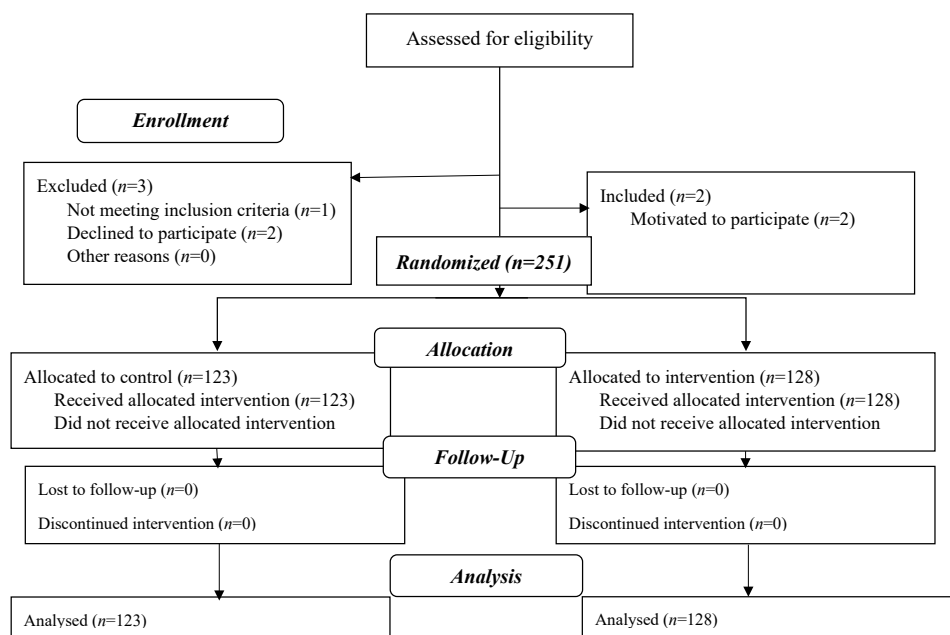 Assessed for eligibility
Enrollment
Excluded (n=3)
Not meeting inclusion criteria (n=1)
Declined to participate (n=2)
Other reasons (n=0)
Included (n=2)
Motivated to participate (n=2)
Randomized (n=251)
Allocation
Allocated to control (n=123)
Received allocated intervention (n=123)
Did not receive allocated intervention
Allocated to intervention (n=128)
Received allocated intervention (n=128)
Did not receive allocated intervention
Follow-Up
Lost to follow-up (n=0)
Discontinued intervention (n=0)
Lost to follow-up (n=0)
Discontinued intervention (n=0)
Analysis
Analysed (n=123)
Analysed (n=128)